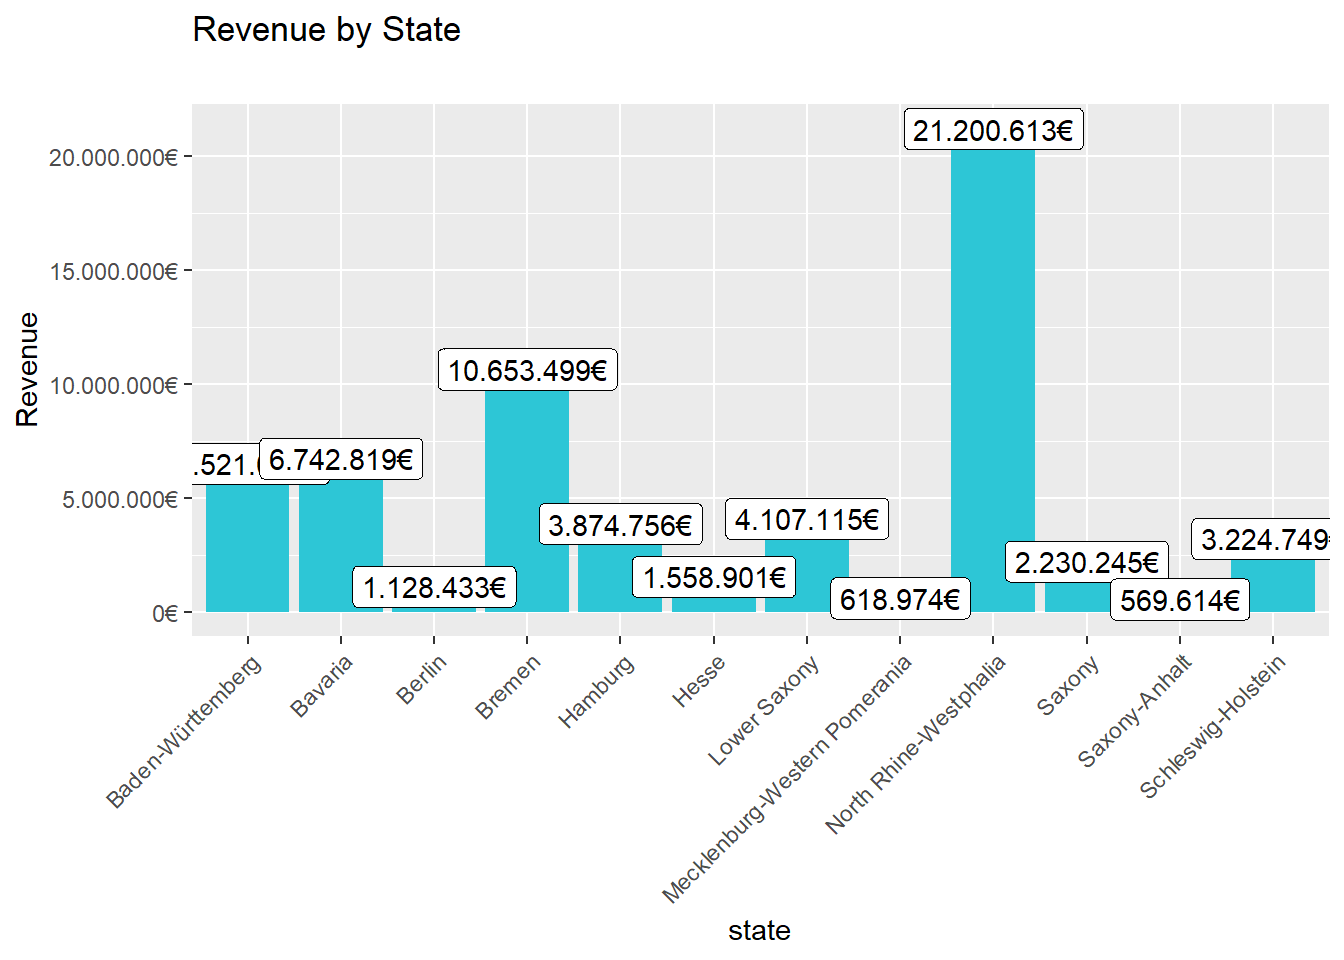 Revenue by State
Revenue
20.000.000€
15.000.000€
10.000.000€
5.000.000€
0€
21.200.613€
10.653.499€
.521.
6.742.819€
3.874.756€
4.107.115€
3.224.749
1.128.433€
1.558.901€
618.974€
2.230.245€
569.614€
Baden-Württemberg
Bavaria
Berlin
Bremen
Hamburg
Hesse
Lower Saxony
Mecklenburg-Western Pomerania
North Rhine-Westphalia
Saxony
Saxony-Anhalt
Schleswig-Holstein
state